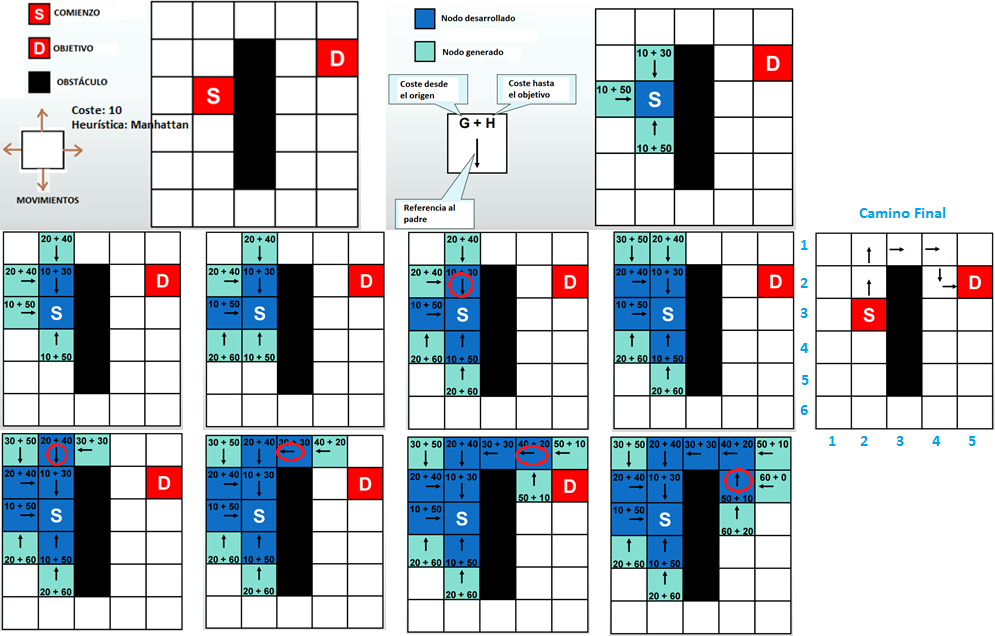 S COMIENZO
D OBJETIVO
OBSTÁCULO
Coste: 10
Heurística: Manhattan
MOVIMIENTOS
D
S
Nodo desarrollado
Nodo generado
Coste desde
el origen
Coste hasta
el objetivo
G + H
Referencia al
padre
10 + 30 D
10 + 50 S
10 + 50
20 + 40
20 + 40 10 + 30 D
10 + 50 S
10 + 50
20 + 40
20 + 40 10 + 30 D
10 + 50 S
20 + 60 10 + 50
20 + 40
20 + 40 10 + 30 D
10 + 50 S
20 + 60 10 + 50
20 + 60
30 + 50 20 + 40
20 + 40 10 + 30 D
10 + 50 S
20 + 60 10 + 50
20 + 60
Camino Final
1
2 D
3 S
4
5
6
1 2 3 4 5
30 + 50 20 + 40 30 + 30
20 + 40 10 + 30 D
10 + 50 S
20 + 60 10 + 50
20 + 60
30 + 50 20 + 40 30 + 30 40 + 20
20 + 40 10 + 30 D
10 + 50 S
20 + 60 10 + 50
20 + 60
30 + 50 20 + 40 30 + 30 40 + 20 50 + 10
20 + 40 10 + 30 50 + 10 D
10 + 50 S
20 + 60 10 + 50
20 + 60
30 + 50 20 + 40 30 + 30 40 + 20 50 + 10
20 + 40 10 + 30 50 + 10 60 + 0
10 + 50 S 60 + 20
20 + 60 10 + 50
20 + 60